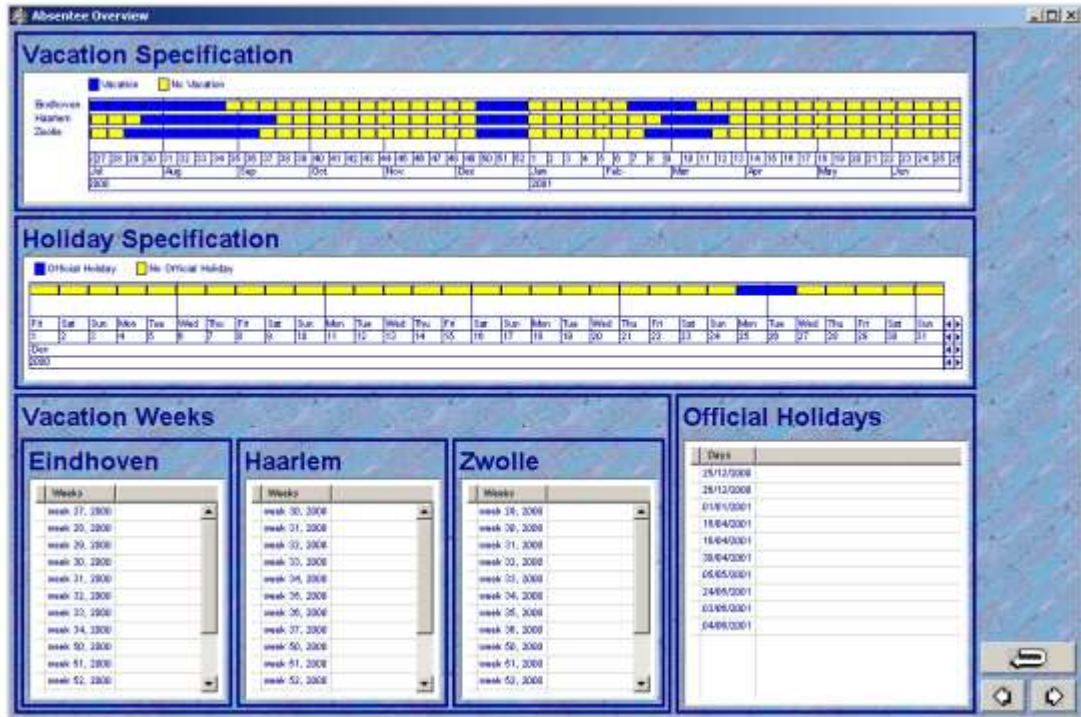 Absentee Overview
Vacation Specification
Vacation No Vacation
Eindhoven
Haarlem
Zwolle
27 28 29 30 31 32 33 34 35 36 37 38 39 40 41 42 43 44 45 46 47 48 49 50 51 52 1 2 3 4 5 6 7 8 9 10 11 12 13 14 15 16 17 18 19 20 21 22 23 24 25 26
Jul Aug Sep Oct Nov Dec Jan Feb Mar Apr May Jun
2000 2001
Holiday Specification
Official Holiday No Official Holiday
Fri Sat Sun Mon Tue Wed Thu Fri Sat Sun Mon Tue Wed Thu Fri Sat Sun Mon Tue Wed Thu Fri Sat Sun Mon Tue Wed Thu Fri Sat Sun
1 2 3 4 5 6 7 8 9 10 11 12 13 14 15 16 17 18 19 20 21 22 23 24 25 26 27 28 29 30 31
Dec
2000
Vacation Weeks
Eindhoven
Weeks
week 27, 2000
week 28, 2000
week 29, 2000
week 30, 2000
week 31, 2000
week 32, 2000
week 33, 2000
week 34, 2000
week 50, 2000
week 51, 2000
week 52, 2000
Haarlem
Weeks
week 30, 2000
week 31, 2000
week 32, 2000
week 33, 2000
week 34, 2000
week 35, 2000
week 36, 2000
week 37, 2000
week 50, 2000
week 51, 2000
week 52, 2000
Zwolle
Weeks
week 29, 2000
week 30, 2000
week 31, 2000
week 32, 2000
week 33, 2000
week 34, 2000
week 35, 2000
week 36, 2000
week 50, 2000
week 51, 2000
week 52, 2000
Official Holidays
Days
25/12/2000
26/12/2000
01/01/2001
30/04/2001
05/05/2001
24/05/2001
03/06/2001
04/06/2001